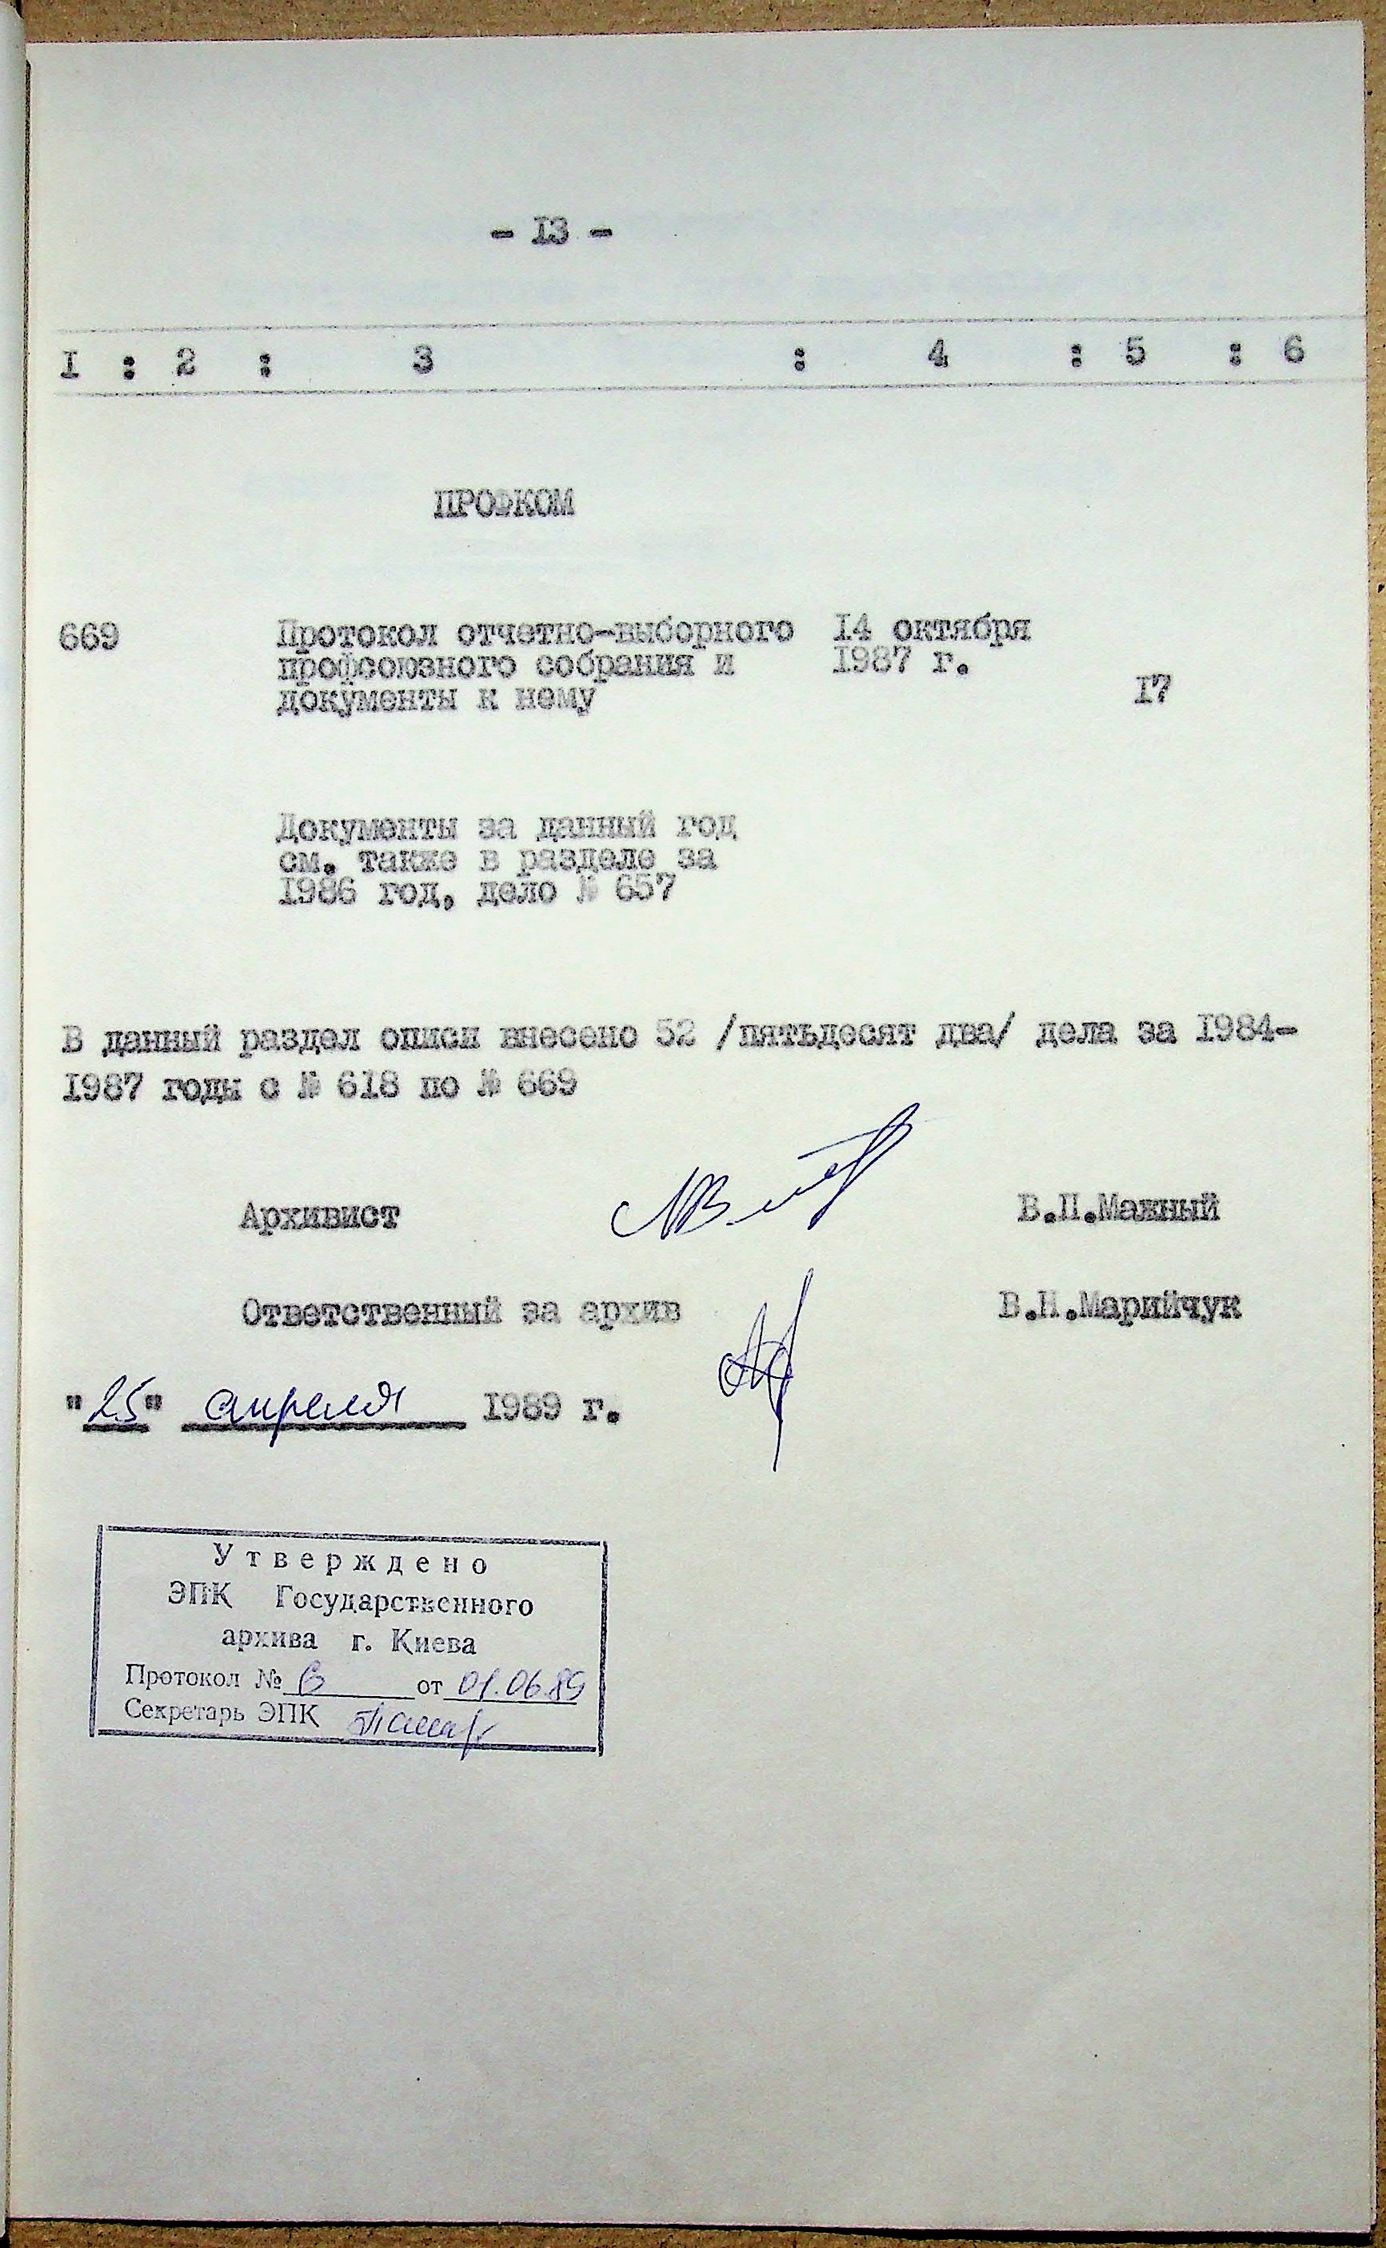 - I3 -
I : 2 : 3 : 4 : 5 : 6
ПРОФКОМ
669 Протокол отчетно-выборного 14 октября
профсоюзного собрания и 1987 г.
документы к нему 17
Документы за данный год
см. также в разделе за
1986 год, дело № 657
В данный раздел описи внесено 52 /пятьдесят два/ дела за 1984-
1987 годы с № 618 по № 669
Архивист В.П.Мажный
Ответственный за архив В.Н.Марийчук
"25" апреля 1989 г.
Утверждено
ЭПК Государственного
архива г. Киева
Протокол № от 01.06.89
Секретарь ЭПК